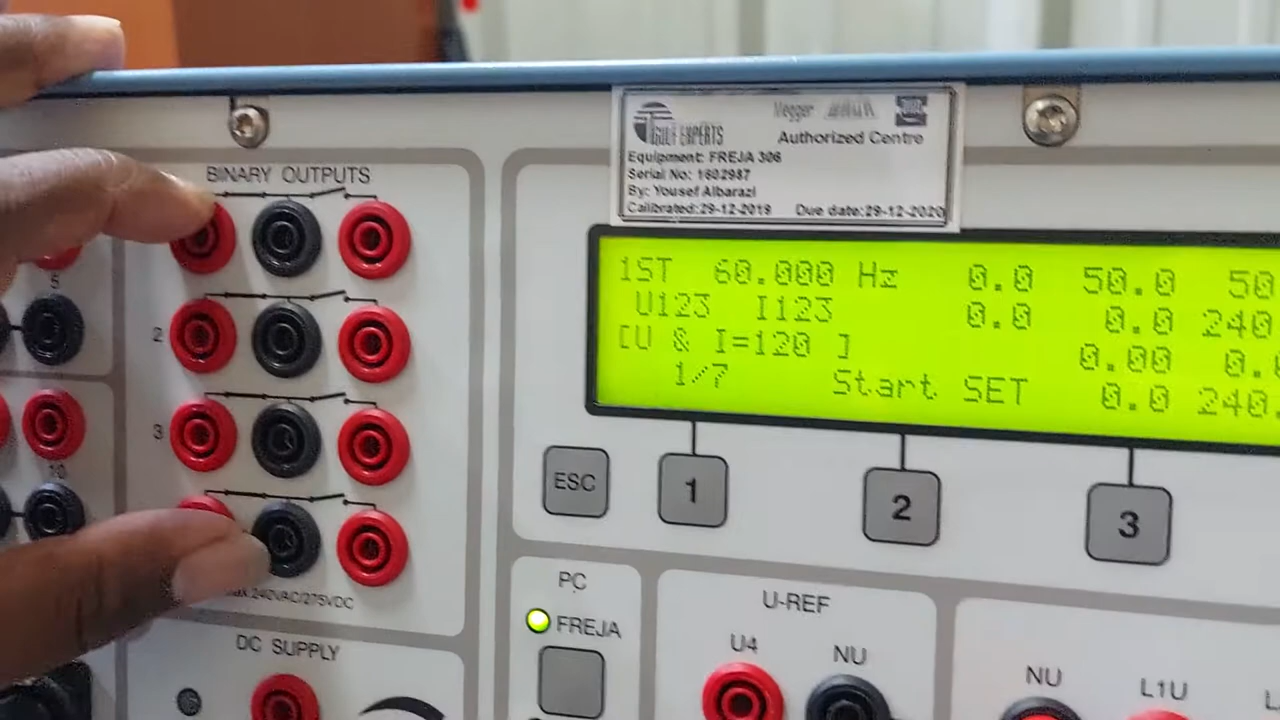 GULF EXPERTS
Megger
Authorized Centre
Equipment: FREJA 306
Serial No: 1602987
By: Yousef Albarazi
Calibrated:29-12-2019 Due date:29-12-2020
BINARY OUTPUTS
5
2
3
10
max.240VAC/275VDC
DC SUPPLY
1ST 60.000 Hz 0.0 50.0 50
U123 I123 0.0 0.0 240
[U & I=120 ] 0.00 0.
1/7 Start SET 0.0 240.
ESC
1
2
3
PC
FREJA
U-REF
U4
NU
NU
L1U